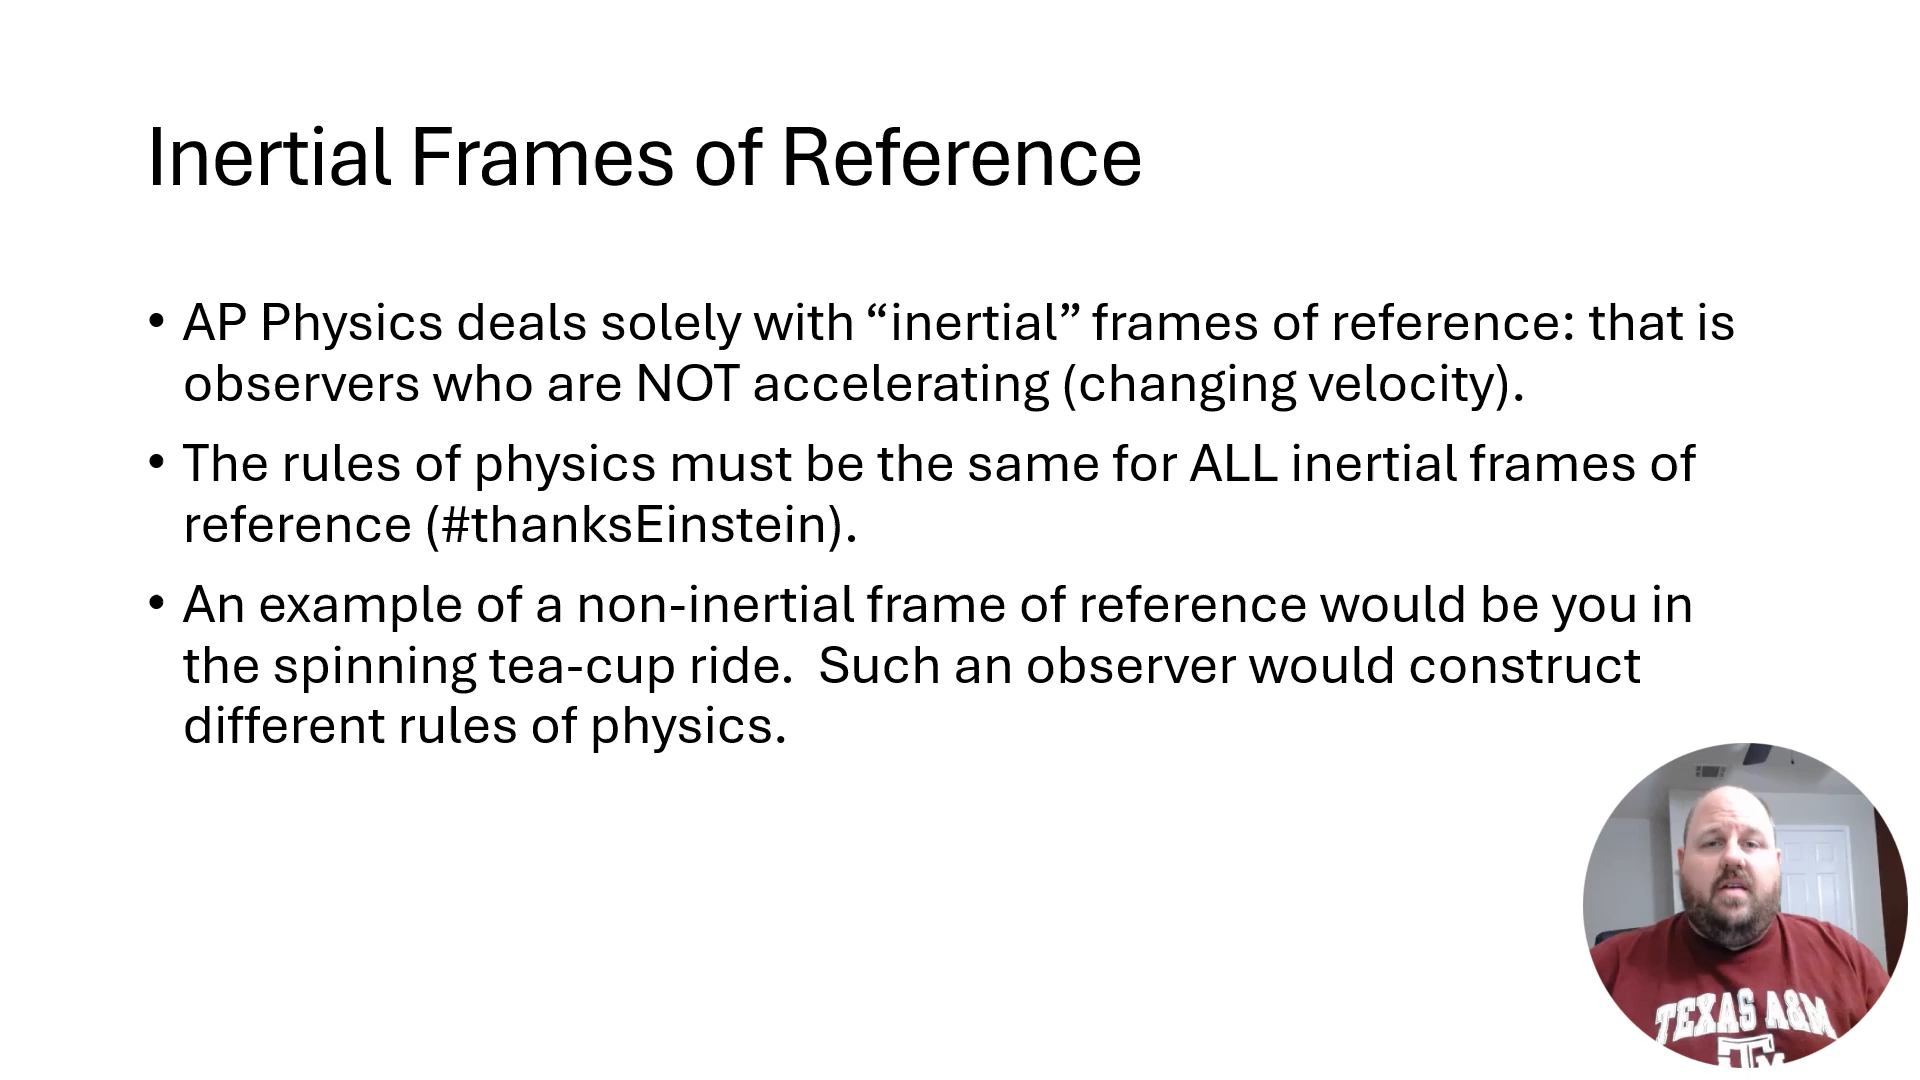 Inertial Frames of Reference
• AP Physics deals solely with “inertial” frames of reference: that is
observers who are NOT accelerating (changing velocity).
• The rules of physics must be the same for ALL inertial frames of
reference (#thanksEinstein).
• An example of a non-inertial frame of reference would be you in
the spinning tea-cup ride.  Such an observer would construct
different rules of physics.
TEXAS A&M
ATM